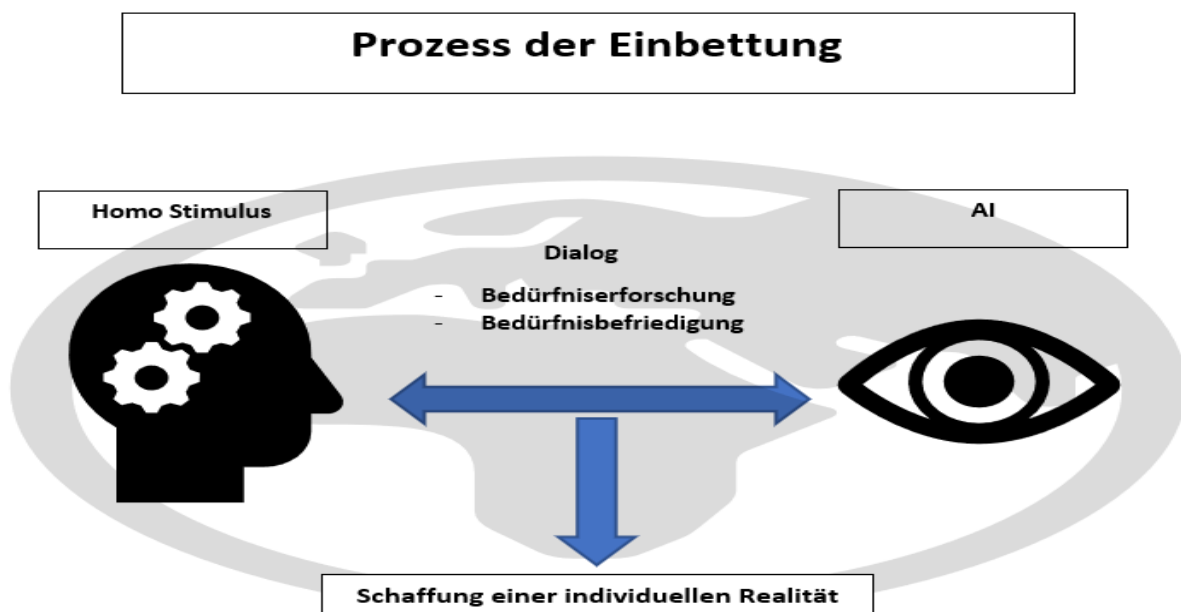 Prozess der Einbettung
Homo Stimulus
AI
Dialog
- Bedürfniserforschung
- Bedürfnisbefriedigung
Schaffung einer individuellen Realität